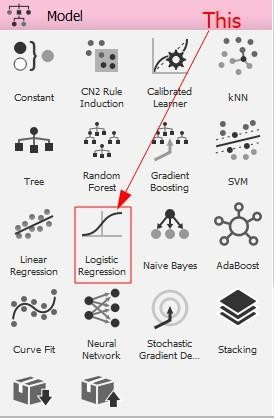 This
Model
Constant
CN2 Rule
Induction
Calibrated
Learner
kNN
Tree
Random
Forest
Gradient
Boosting
SVM
Linear
Regression
Logistic
Regression
Naive Bayes
AdaBoost
Curve Fit
Neural
Network
Stochastic
Gradient De...
Stacking